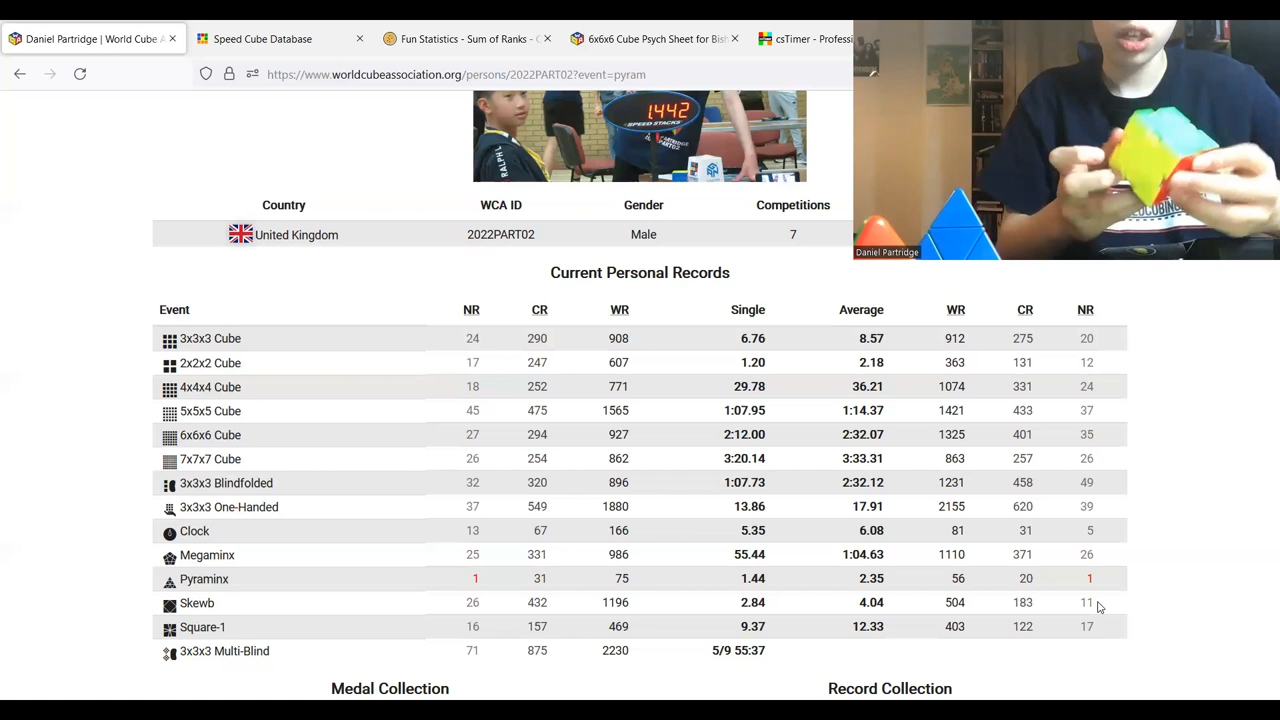 Daniel Partridge | World Cube A
Speed Cube Database
Fun Statistics - Sum of Ranks - C
6x6x6 Cube Psych Sheet for Bish
csTimer - Profession
https://www.worldcubeassociation.org/persons/2022PART02?event=pyram
1.442
SPEED STACKS
PARTRIDGE
PART02
RALPH L
Daniel Partridge
Country WCA ID Gender Competitions
United Kingdom 2022PART02 Male 7
Current Personal Records
Event NR CR WR Single Average WR CR NR
3x3x3 Cube 24 290 908 6.76 8.57 912 275 20
2x2x2 Cube 17 247 607 1.20 2.18 363 131 12
4x4x4 Cube 18 252 771 29.78 36.21 1074 331 24
5x5x5 Cube 45 475 1565 1:07.95 1:14.37 1421 433 37
6x6x6 Cube 27 294 927 2:12.00 2:32.07 1325 401 35
7x7x7 Cube 26 254 862 3:20.14 3:33.31 863 257 26
3x3x3 Blindfolded 32 320 896 1:07.73 2:32.12 1231 458 49
3x3x3 One-Handed 37 549 1880 13.86 17.91 2155 620 39
Clock 13 67 166 5.35 6.08 81 31 5
Megaminx 25 331 986 55.44 1:04.63 1110 371 26
Pyraminx 1 31 75 1.44 2.35 56 20 1
Skewb 26 432 1196 2.84 4.04 504 183 11
Square-1 16 157 469 9.37 12.33 403 122 17
3x3x3 Multi-Blind 71 875 2230 5/9 55:37
Medal Collection Record Collection